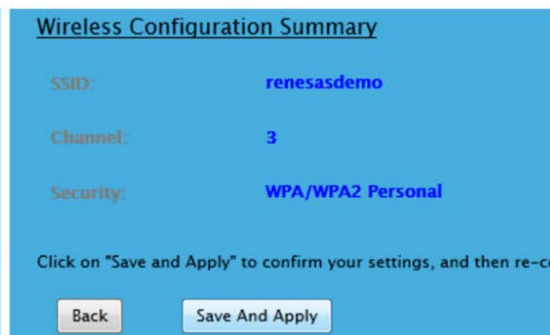 Wireless Configuration Summary
SSID: renesasdemo
Channel: 3
Security: WPA/WPA2 Personal
Click on "Save and Apply" to confirm your settings, and then
Back Save And Apply